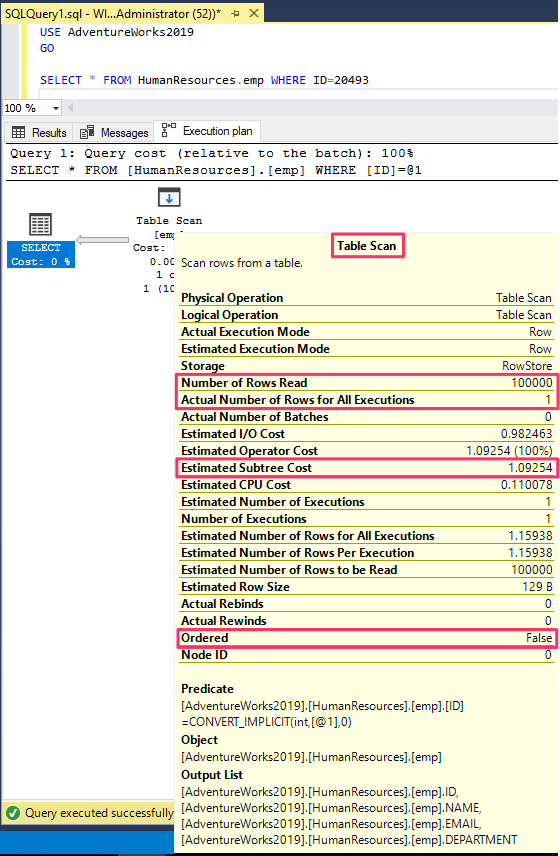 SQLQuery1.sql - WI...Administrator (52))*
USE AdventureWorks2019
GO
SELECT * FROM HumanResources.emp WHERE ID=20493
100 %
Results Messages Execution plan
Query 1: Query cost (relative to the batch): 100%
SELECT * FROM [HumanResources].[emp] WHERE [ID]=@1
SELECT
Cost: 0 %
Table Scan
[emp
Cost:
0.00
1 o
1 (10
Table Scan
Scan rows from a table.
Physical Operation Table Scan
Logical Operation Table Scan
Actual Execution Mode Row
Estimated Execution Mode Row
Storage RowStore
Number of Rows Read 100000
Actual Number of Rows for All Executions 1
Actual Number of Batches 0
Estimated I/O Cost 0.982463
Estimated Operator Cost 1.09254 (100%)
Estimated Subtree Cost 1.09254
Estimated CPU Cost 0.110078
Estimated Number of Executions 1
Number of Executions 1
Estimated Number of Rows for All Executions 1.15938
Estimated Number of Rows Per Execution 1.15938
Estimated Number of Rows to be Read 100000
Estimated Row Size 129 B
Actual Rebinds 0
Actual Rewinds 0
Ordered False
Node ID 0
Predicate
[AdventureWorks2019].[HumanResources].[emp].[ID]
=CONVERT_IMPLICIT(int,[@1],0)
Object
[AdventureWorks2019].[HumanResources].[emp]
Output List
[AdventureWorks2019].[HumanResources].[emp].ID,
[AdventureWorks2019].[HumanResources].[emp].NAME,
[AdventureWorks2019].[HumanResources].[emp].EMAIL,
[AdventureWorks2019].[HumanResources].[emp].DEPARTMENT
Query executed successfully